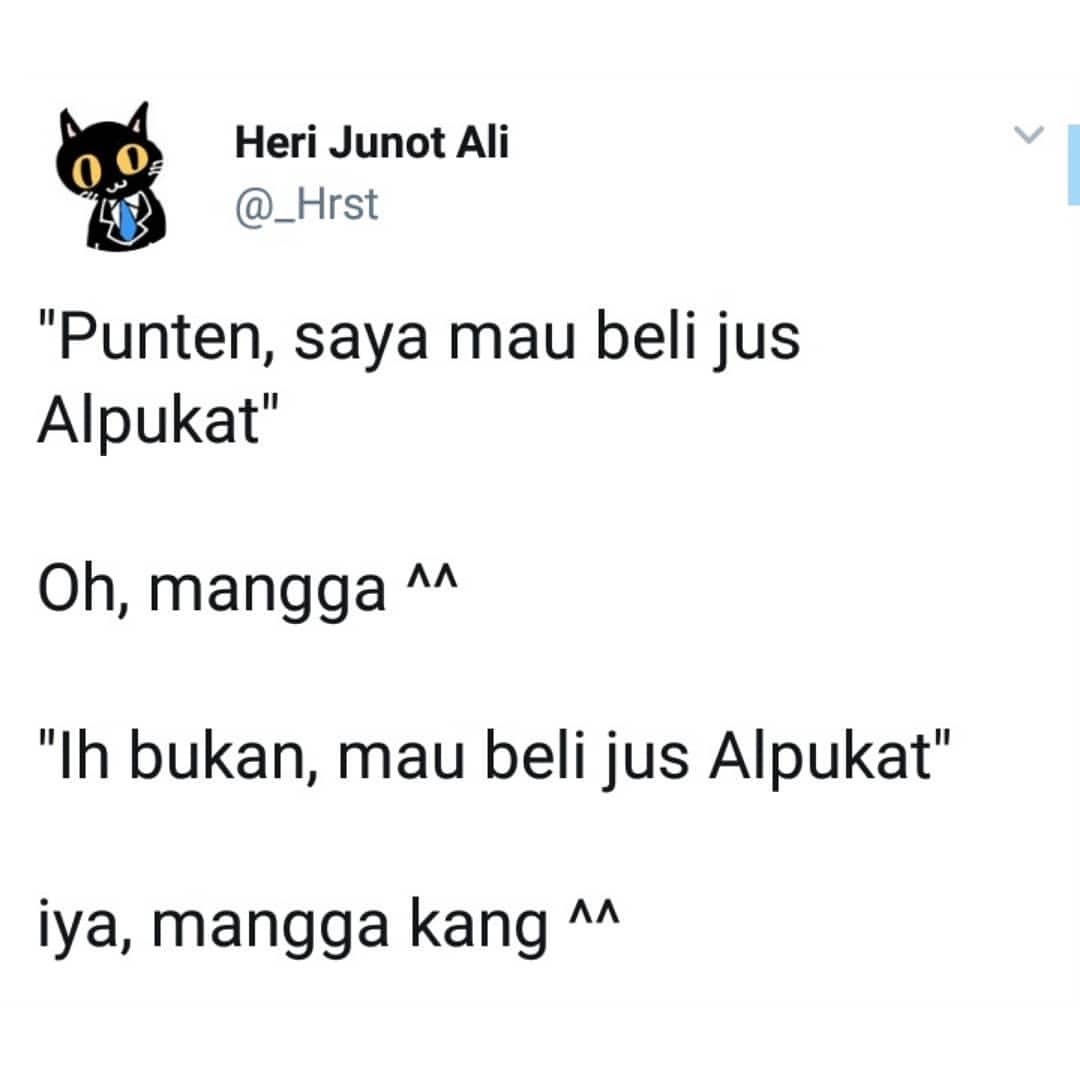 Heri Junot Ali
@_Hrst
"Punten, saya mau beli jus
Alpukat"
Oh, mangga ^^
"Ih bukan, mau beli jus Alpukat"
iya, mangga kang ^^